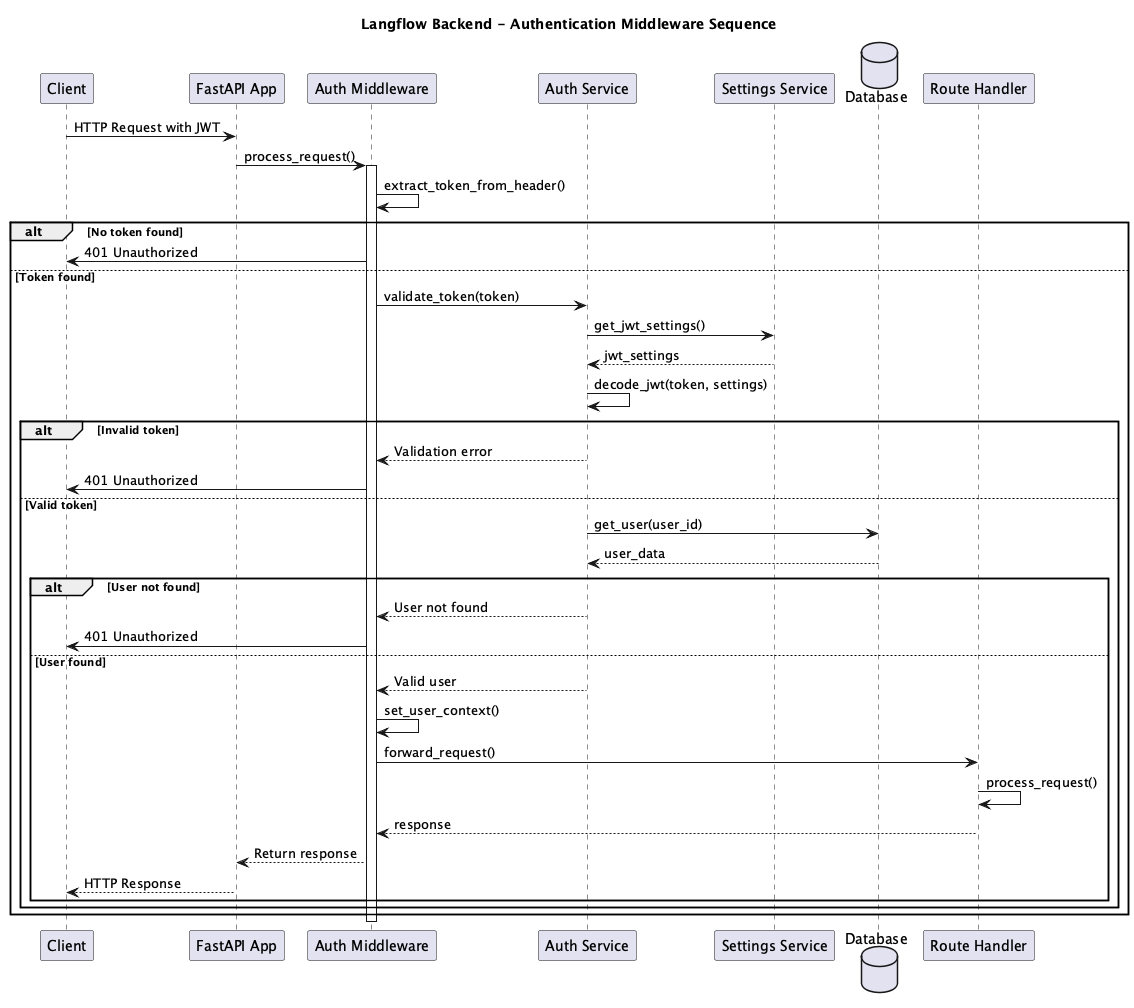 Langflow Backend - Authentication Middleware Sequence
Client
FastAPI App
Auth Middleware
Auth Service
Settings Service
Database
Route Handler
HTTP Request with JWT
process_request()
extract_token_from_header()
alt
[No token found]
401 Unauthorized
[Token found]
validate_token(token)
get_jwt_settings()
jwt_settings
decode_jwt(token, settings)
alt
[Invalid token]
Validation error
401 Unauthorized
[Valid token]
get_user(user_id)
user_data
alt
[User not found]
User not found
401 Unauthorized
[User found]
Valid user
set_user_context()
forward_request()
process_request()
response
Return response
HTTP Response
Client
FastAPI App
Auth Middleware
Auth Service
Settings Service
Database
Route Handler